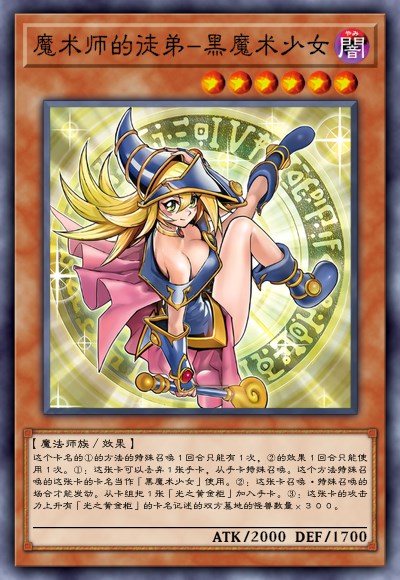 魔术师的徒弟-黑魔术少女
やみ
闇
【魔法师族／效果】
这个卡名的①的方法的特殊召唤1回合只能有1次，②的效果1回合只能使
用1次。①：这张卡可以丢弃1张手卡，从手卡特殊召唤。这个方法特殊召
唤的这张卡的卡名当作「黑魔术少女」使用。②：这张卡召唤·特殊召唤的
场合才能发动。从卡组把1张「光之黄金柜」加入手卡。③：这张卡的攻击
力上升有「光之黄金柜」的卡名记述的双方墓地的怪兽数量×300。
ATK/2000 DEF/1700